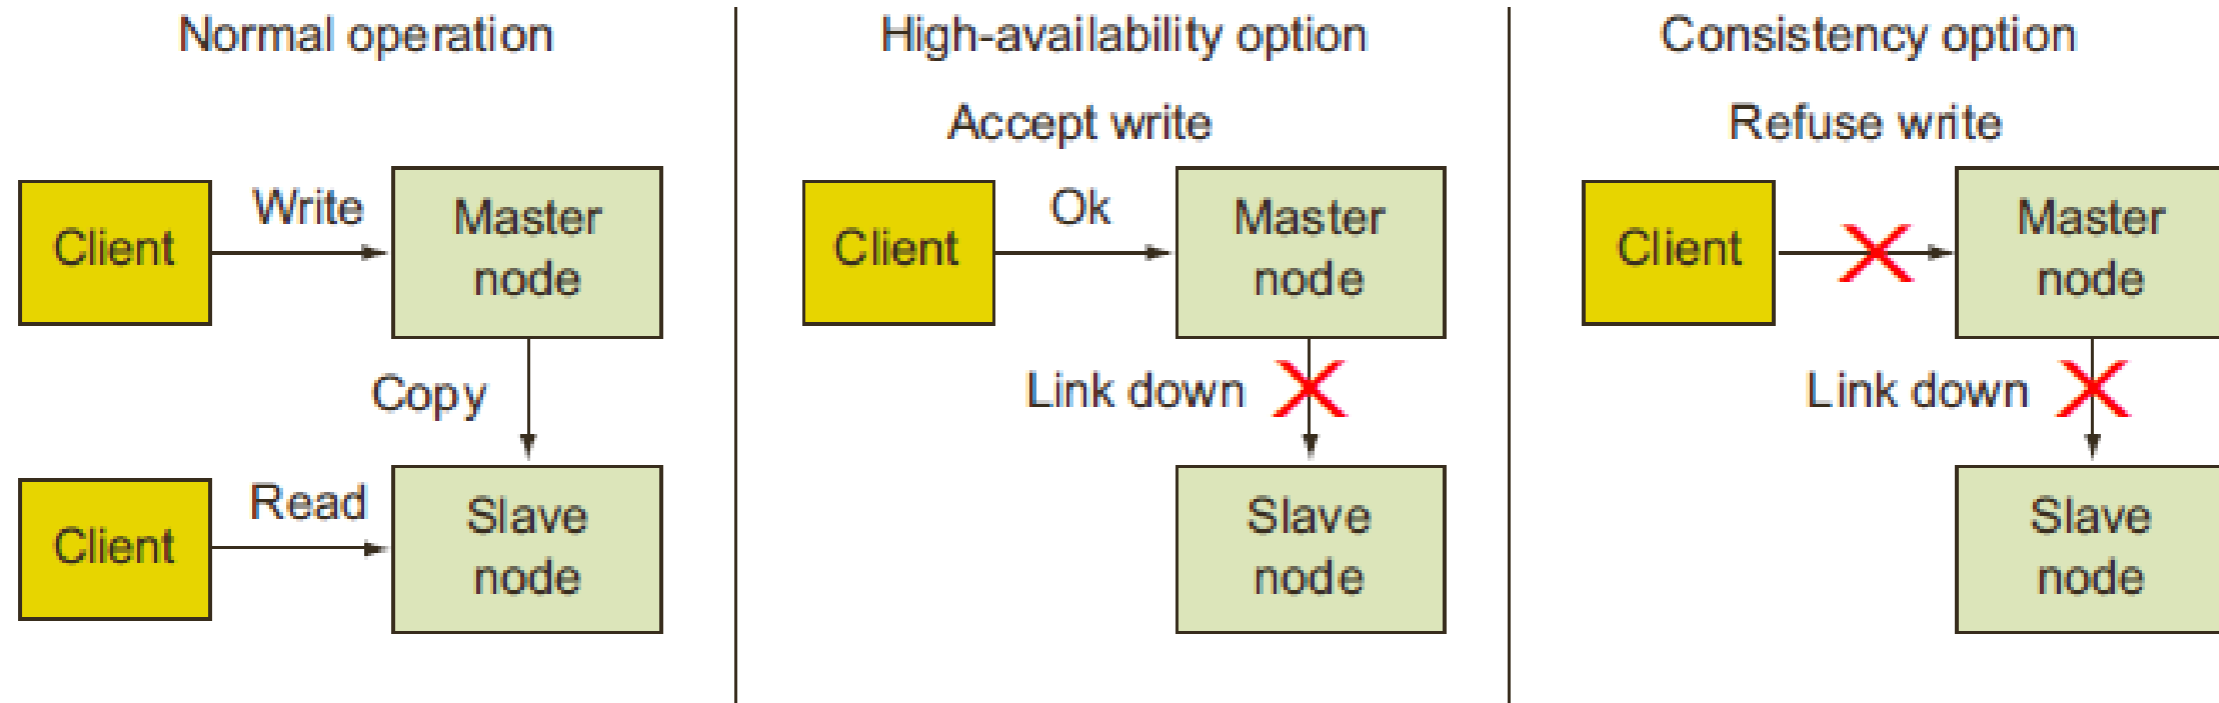 Normal operation
Client
Write
Master
node
Copy
Client
Read
Slave
node
High-availability option
Accept write
Client
Ok
Master
node
Link down
Slave
node
Consistency option
Refuse write
Client
Master
node
Link down
Slave
node